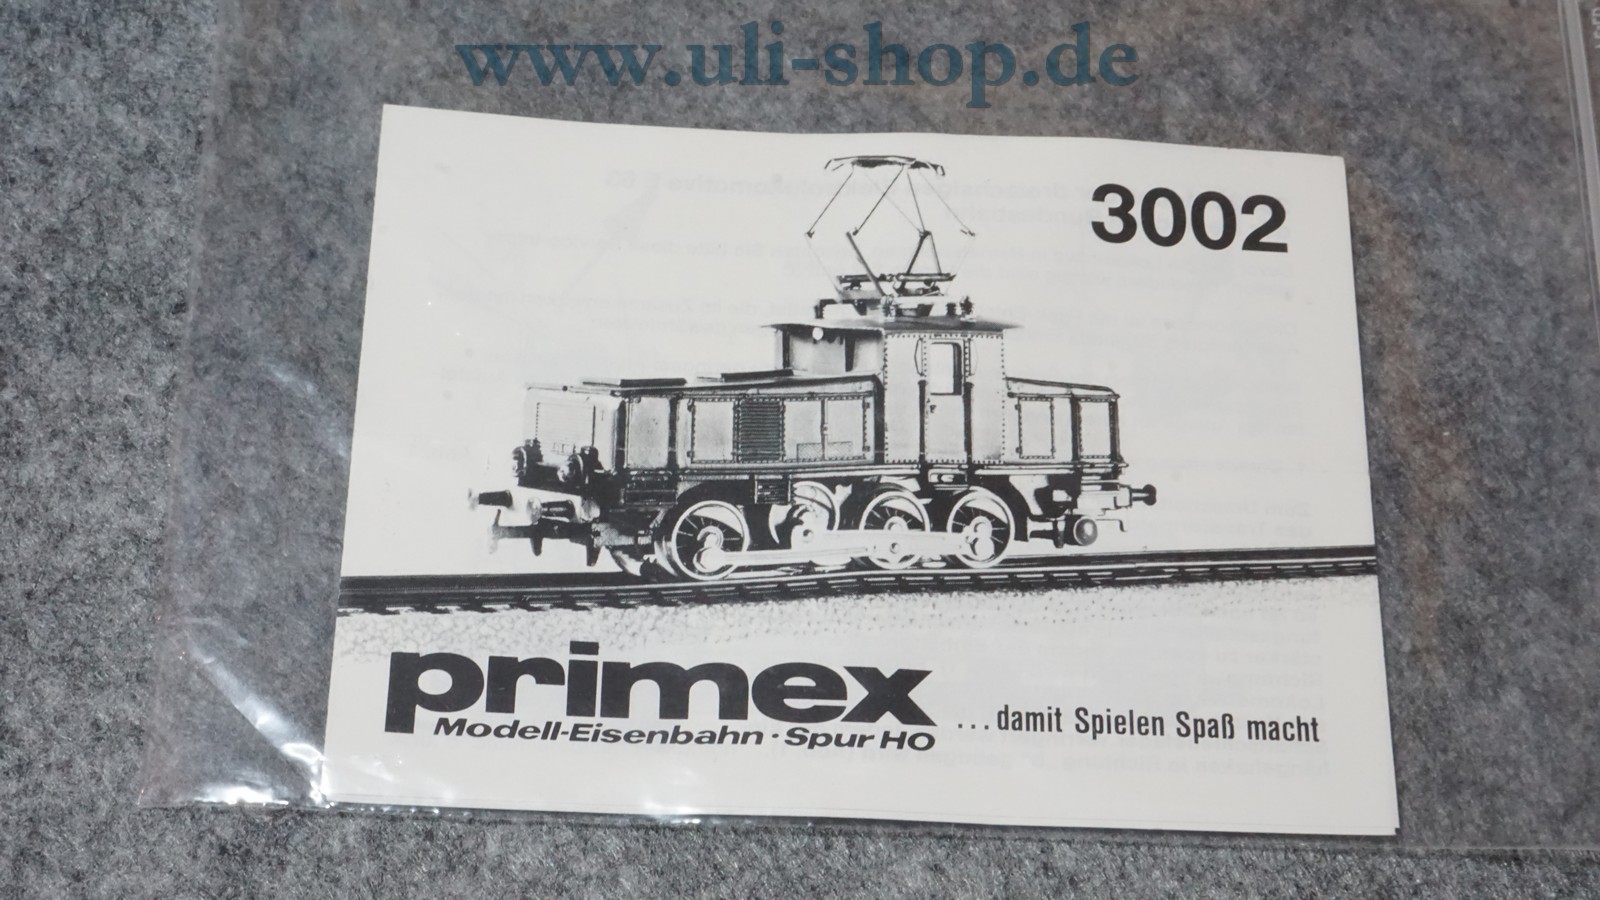 www.uli-shop.de
3002
primex
Modell-Eisenbahn · Spur HO
...damit Spielen Spaß macht